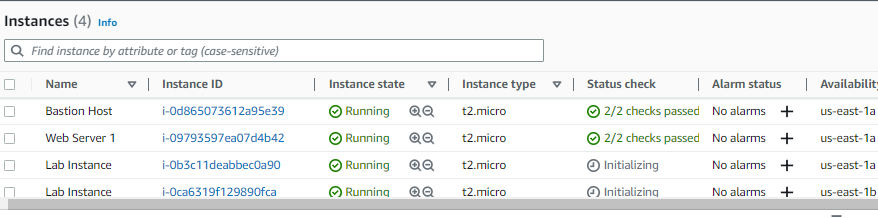 Instances (4) Info
Find instance by attribute or tag (case-sensitive)
Name Instance ID Instance state Instance type Status check Alarm status Availability
Bastion Host i-0d865073612a95e39 Running t2.micro 2/2 checks passed No alarms + us-east-1a
Web Server 1 i-09793597ea07d4b42 Running t2.micro 2/2 checks passed No alarms + us-east-1a
Lab Instance i-0b3c11deabbec0a90 Running t2.micro Initializing No alarms + us-east-1a
Lab Instance i-0ca6319f129890fca Running t2.micro Initializing No alarms + us-east-1b